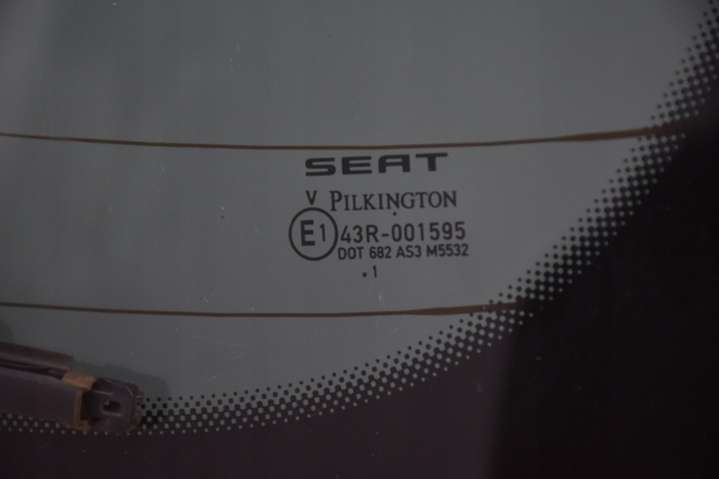 SEAT
V PILKINGTON
E1 43R-001595
DOT 682 AS3 M5532
.1